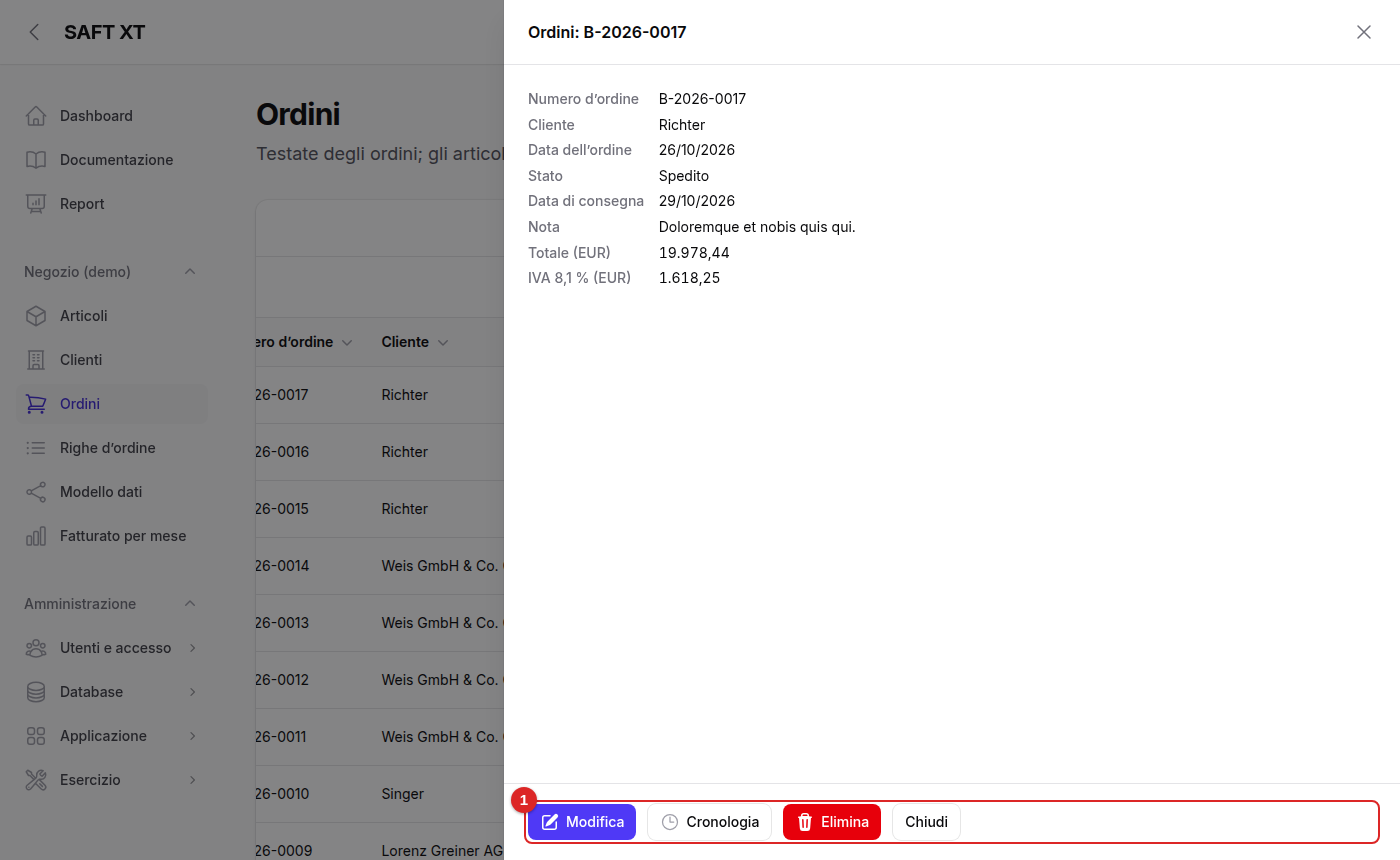 SAFT XT
Dashboard
Documentazione
Report
Negozio (demo)
Articoli
Clienti
Ordini
Righe d'ordine
Modello dati
Fatturato per mese
Amministrazione
Utenti e accesso
Database
Applicazione
Esercizio
Ordini
Testate degli ordini; gli articol
ero d'ordine Cliente
26-0017 Richter
26-0016 Richter
26-0015 Richter
26-0014 Weis GmbH & Co.
26-0013 Weis GmbH & Co.
26-0012 Weis GmbH & Co.
26-0011 Weis GmbH & Co.
26-0010 Singer
26-0009 Lorenz Greiner AG
Ordini: B-2026-0017
Numero d'ordine B-2026-0017
Cliente Richter
Data dell'ordine 26/10/2026
Stato Spedito
Data di consegna 29/10/2026
Nota Doloremque et nobis quis qui.
Totale (EUR) 19.978,44
IVA 8,1 % (EUR) 1.618,25
1
Modifica Cronologia Elimina Chiudi